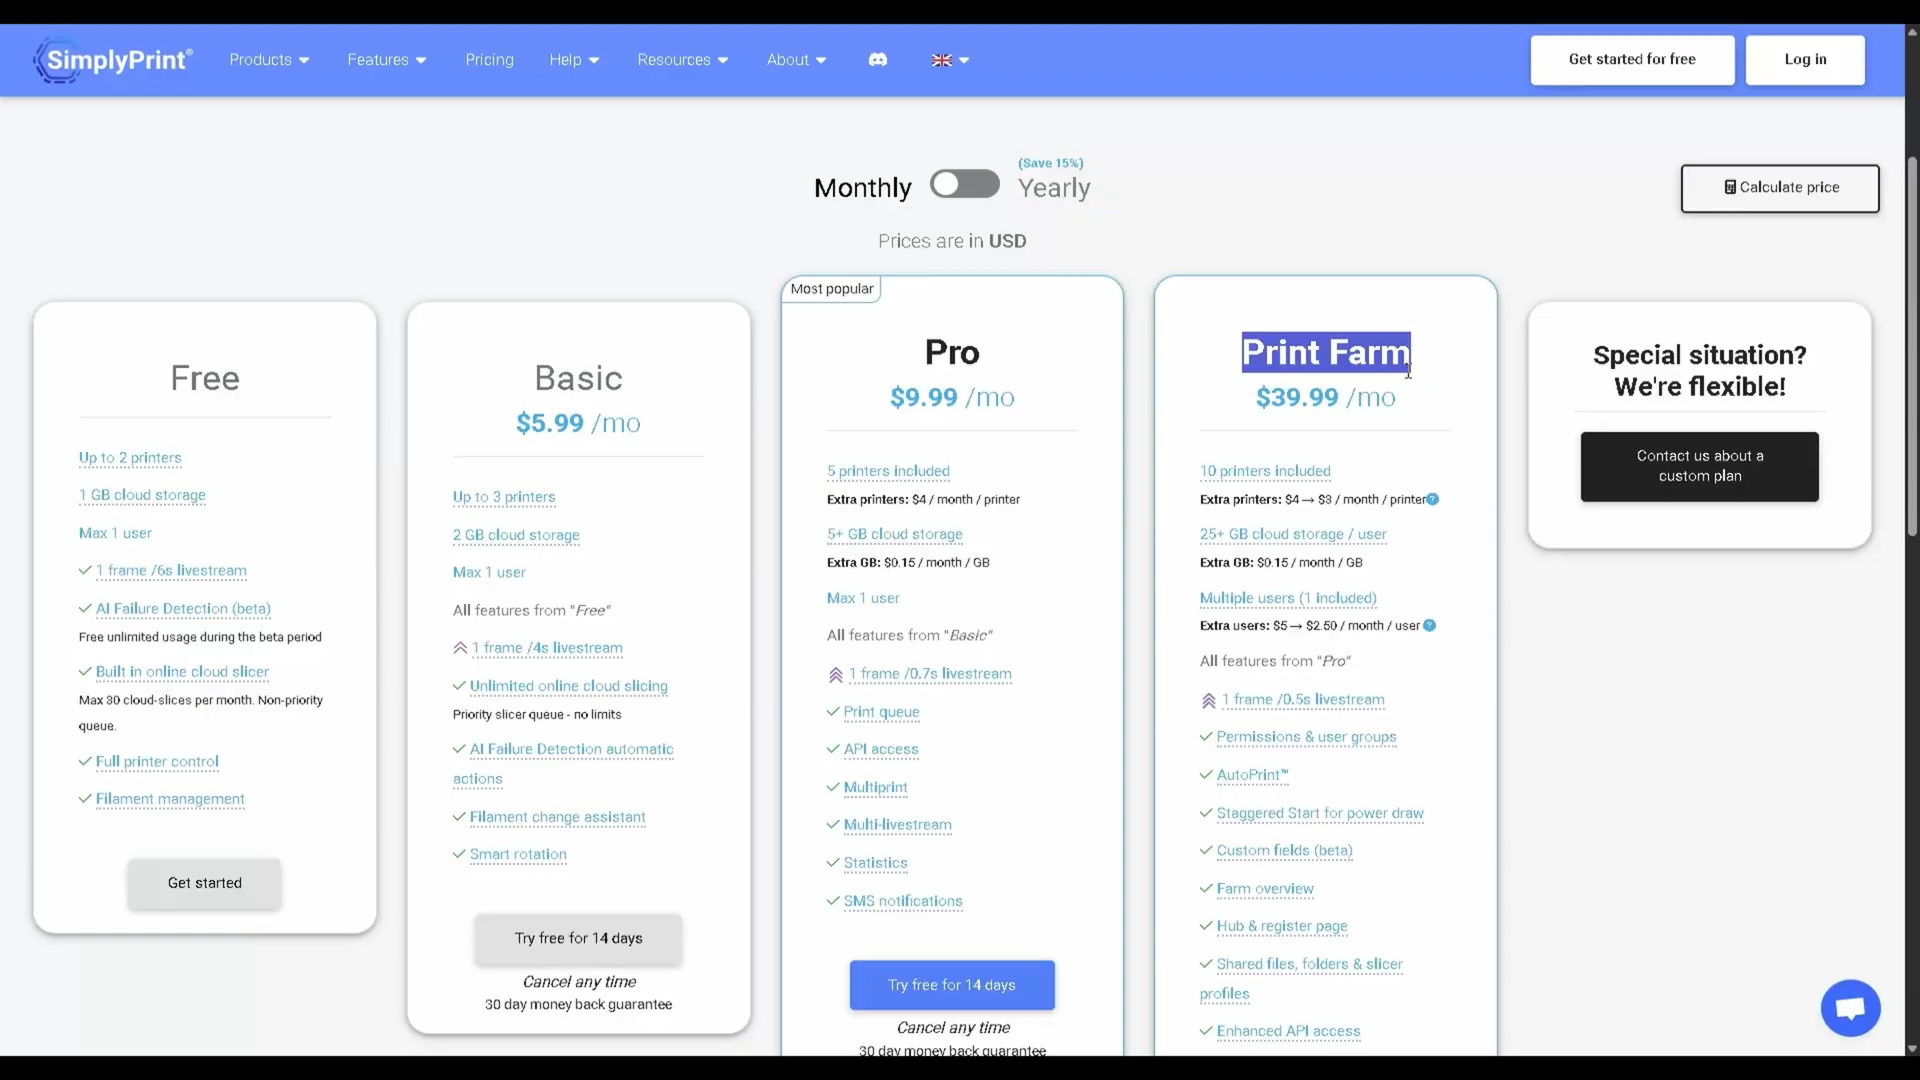 SimplyPrint®
Products
Features
Pricing
Help
Resources
About
Get started for free
Log in
Monthly
(Save 15%)
Yearly
Calculate price
Prices are in USD
Free
Up to 2 printers
1 GB cloud storage
Max 1 user
1 frame /6s livestream
AI Failure Detection (beta)
Free unlimited usage during the beta period
Built in online cloud slicer
Max 30 cloud-slices per month. Non-priority
queue.
Full printer control
Filament management
Get started
Basic
$5.99 /mo
Up to 3 printers
2 GB cloud storage
Max 1 user
All features from "Free"
1 frame /4s livestream
Unlimited online cloud slicing
Priority slicer queue - no limits
AI Failure Detection automatic
actions
Filament change assistant
Smart rotation
Try free for 14 days
Cancel any time
30 day money back guarantee
Most popular
Pro
$9.99 /mo
5 printers included
Extra printers: $4 / month / printer
5+ GB cloud storage
Extra GB: $0.15 / month / GB
Max 1 user
All features from "Basic"
1 frame /0.7s livestream
Print queue
API access
Multiprint
Multi-livestream
Statistics
SMS notifications
Try free for 14 days
Cancel any time
30 day money back guarantee
Print Farm
$39.99 /mo
10 printers included
Extra printers: $4 → $3 / month / printer
25+ GB cloud storage / user
Extra GB: $0.15 / month / GB
Multiple users (1 included)
Extra users: $5 → $2.50 / month / user
All features from "Pro"
1 frame /0.5s livestream
Permissions & user groups
AutoPrint™
Staggered Start for power draw
Custom fields (beta)
Farm overview
Hub & register page
Shared files, folders & slicer
profiles
Enhanced API access
Special situation?
We're flexible!
Contact us about a
custom plan